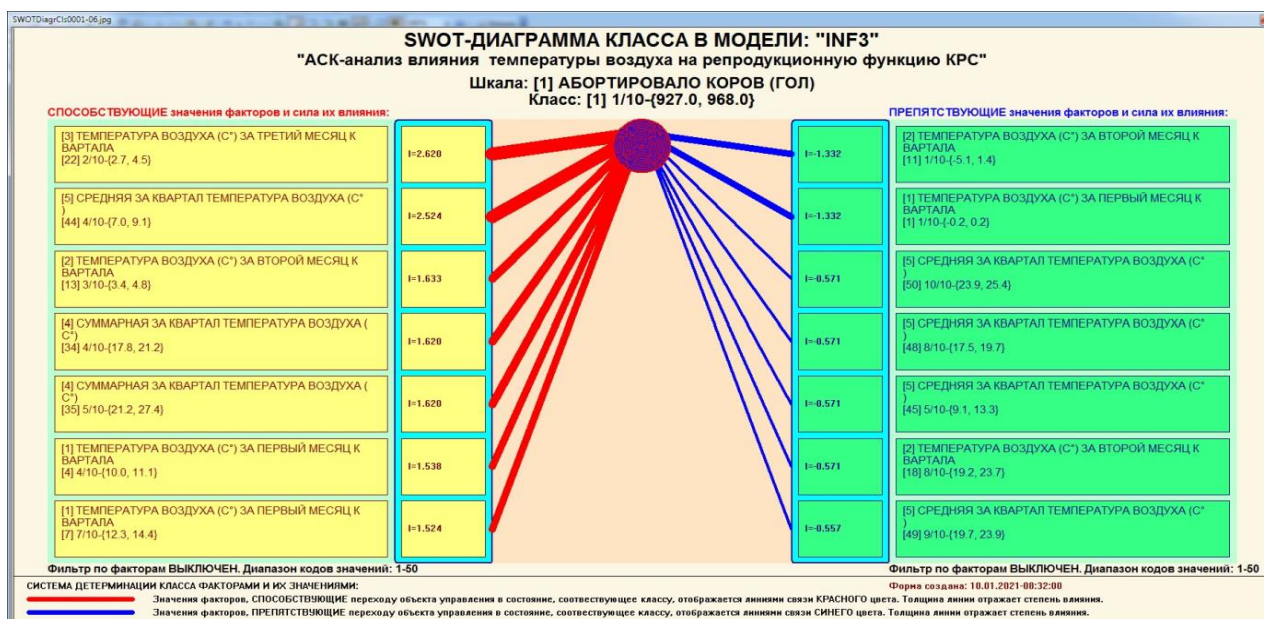 SWOTDiagrCls0001-06.jpg
SWOT-ДИАГРАММА КЛАССА В МОДЕЛИ: "INF3"
"АСК-анализ влияния температуры воздуха на репродукционную функцию КРС"
Шкала: [1] АБОРТИРОВАЛО КОРОВ (ГОЛ)
Класс: [1] 1/10-{927.0, 968.0}
СПОСОБСТВУЮЩИЕ значения факторов и сила их влияния:
[3] ТЕМПЕРАТУРА ВОЗДУХА (С°) ЗА ТРЕТИЙ МЕСЯЦ К
ВАРТАЛА
[22] 2/10-{2.7, 4.5}
I=2.620
[5] СРЕДНЯЯ ЗА КВАРТАЛ ТЕМПЕРАТУРА ВОЗДУХА (С°
)
[44] 4/10-{7.0, 9.1}
I=2.524
[2] ТЕМПЕРАТУРА ВОЗДУХА (С°) ЗА ВТОРОЙ МЕСЯЦ К
ВАРТАЛА
[13] 3/10-{3.4, 4.8}
I=1.633
[4] СУММАРНАЯ ЗА КВАРТАЛ ТЕМПЕРАТУРА ВОЗДУХА (
С°)
[34] 4/10-{17.8, 21.2}
I=1.620
[4] СУММАРНАЯ ЗА КВАРТАЛ ТЕМПЕРАТУРА ВОЗДУХА (
С°)
[35] 5/10-{21.2, 27.4}
I=1.620
[1] ТЕМПЕРАТУРА ВОЗДУХА (С°) ЗА ПЕРВЫЙ МЕСЯЦ К
ВАРТАЛА
[4] 4/10-{10.0, 11.1}
I=1.538
[1] ТЕМПЕРАТУРА ВОЗДУХА (С°) ЗА ПЕРВЫЙ МЕСЯЦ К
ВАРТАЛА
[7] 7/10-{12.3, 14.4}
I=1.524
Фильтр по факторам ВЫКЛЮЧЕН. Диапазон кодов значений: 1-50
ПРЕПЯТСТВУЮЩИЕ значения факторов и сила их влияния:
I=-1.332
[2] ТЕМПЕРАТУРА ВОЗДУХА (С°) ЗА ВТОРОЙ МЕСЯЦ К
ВАРТАЛА
[11] 1/10-{-5.1, 1.4}
I=-1.332
[1] ТЕМПЕРАТУРА ВОЗДУХА (С°) ЗА ПЕРВЫЙ МЕСЯЦ К
ВАРТАЛА
[1] 1/10-{-0.2, 0.2}
I=-0.571
[5] СРЕДНЯЯ ЗА КВАРТАЛ ТЕМПЕРАТУРА ВОЗДУХА (С°
)
[50] 10/10-{23.9, 25.4}
I=-0.571
[5] СРЕДНЯЯ ЗА КВАРТАЛ ТЕМПЕРАТУРА ВОЗДУХА (С°
)
[48] 8/10-{17.5, 19.7}
I=-0.571
[5] СРЕДНЯЯ ЗА КВАРТАЛ ТЕМПЕРАТУРА ВОЗДУХА (С°
)
[45] 5/10-{9.1, 13.3}
I=-0.571
[2] ТЕМПЕРАТУРА ВОЗДУХА (С°) ЗА ВТОРОЙ МЕСЯЦ К
ВАРТАЛА
[18] 8/10-{19.2, 23.7}
I=-0.557
[5] СРЕДНЯЯ ЗА КВАРТАЛ ТЕМПЕРАТУРА ВОЗДУХА (С°
)
[49] 9/10-{19.7, 23.9}
Фильтр по факторам ВЫКЛЮЧЕН. Диапазон кодов значений: 1-50
СИСТЕМА ДЕТЕРМИНАЦИИ КЛАССА ФАКТОРАМИ И ИХ ЗНАЧЕНИЯМИ:
Форма создана: 10.01.2021-08:32:00
Значения факторов, СПОСОБСТВУЮЩИЕ переходу объекта управления в состояние, соотвествующее классу, отображается линиями связи КРАСНОГО цвета. Толщина линии отражает степень влияния.
Значения факторов, ПРЕПЯТСТВУЮЩИЕ переходу объекта управления в состояние, соотвествующее классу, отображается линиями связи СИНЕГО цвета. Толщина линии отражает степень влияния.